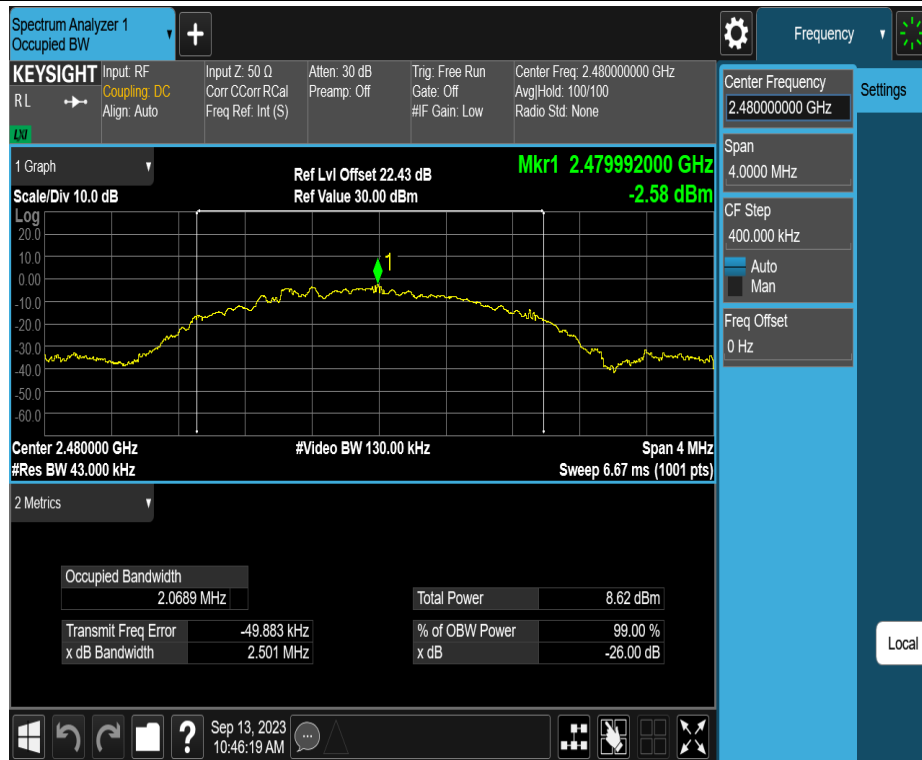 Spectrum Analyzer 1
Occupied BW
+
Frequency
KEYSIGHT
RL
LXI
Input: RF
Coupling: DC
Align: Auto
Input Z: 50 Ω
Corr CCorr RCal
Freq Ref: Int (S)
Atten: 30 dB
Preamp: Off
Trig: Free Run
Gate: Off
#IF Gain: Low
Center Freq: 2.480000000 GHz
Avg|Hold: 100/100
Radio Std: None
Center Frequency
2.480000000 GHz
Settings
Span
4.0000 MHz
CF Step
400.000 kHz
Auto
Man
Freq Offset
0 Hz
Local
1 Graph
Scale/Div 10.0 dB
Ref Lvl Offset 22.43 dB
Ref Value 30.00 dBm
Mkr1 2.479992000 GHz
-2.58 dBm
Log
20.0
10.0
0.00
-10.0
-20.0
-30.0
-40.0
-50.0
-60.0
1
Center 2.480000 GHz
#Video BW 130.00 kHz
Span 4 MHz
#Res BW 43.000 kHz
Sweep 6.67 ms (1001 pts)
2 Metrics
Occupied Bandwidth
2.0689 MHz
Total Power 8.62 dBm
Transmit Freq Error -49.883 kHz
% of OBW Power 99.00 %
x dB Bandwidth 2.501 MHz
x dB -26.00 dB
?
Sep 13, 2023
10:46:19 AM